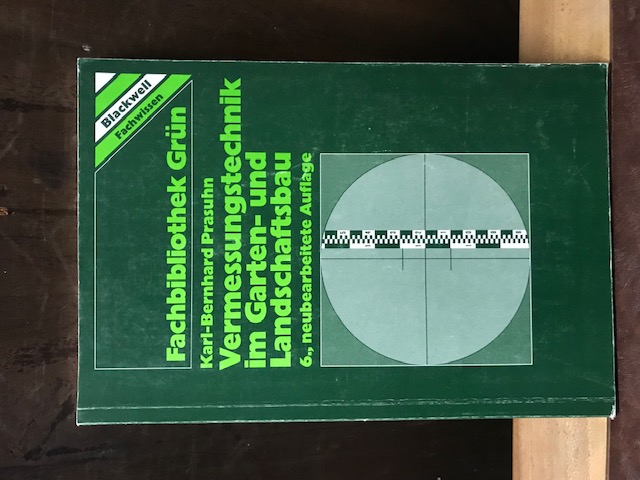 Blackwell
Fachwissen
Fachbibliothek Grün
Karl-Bernhard Prasuhn
Vermessungstechnik
im Garten- und
Landschaftsbau
6., neubearbeitete Auflage